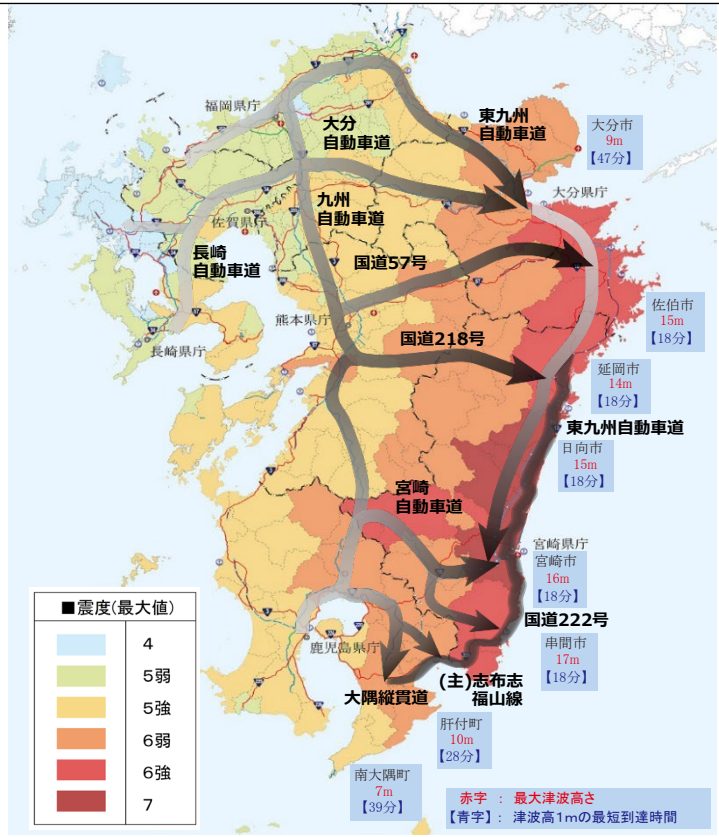 福岡県庁
大分
自動車道
東九州
自動車道
大分市
9m
【47分】
大分県庁
佐賀県庁
九州
自動車道
長崎
自動車道
国道57号
熊本県庁
長崎県庁
国道218号
佐伯市
15m
【18分】
延岡市
14m
【18分】
東九州自動車道
日向市
15m
【18分】
宮崎
自動車道
宮崎県庁
宮崎市
16m
【18分】
国道222号
串間市
17m
【18分】
鹿児島県庁
大隅縦貫道
(主)志布志
福山線
肝付町
10m
【28分】
南大隅町
7m
【39分】
■震度(最大値)
4
5弱
5強
6弱
6強
7
赤字 : 最大津波高さ
【青字】: 津波高1mの最短到達時間